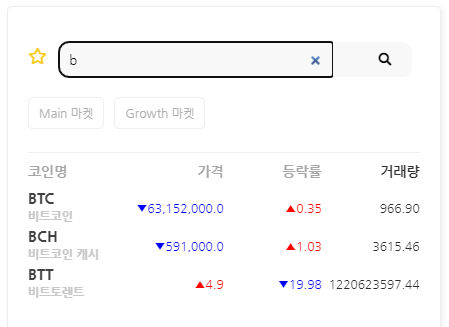 b
Main 마켓 Growth 마켓
코인명 가격 등락률 거래량
BTC
비트코인
▼63,152,000.0 ▲0.35 966.90
BCH
비트코인 캐시
▼591,000.0 ▲1.03 3615.46
BTT
비트토렌트
▲4.9 ▼19.98 1220623597.44